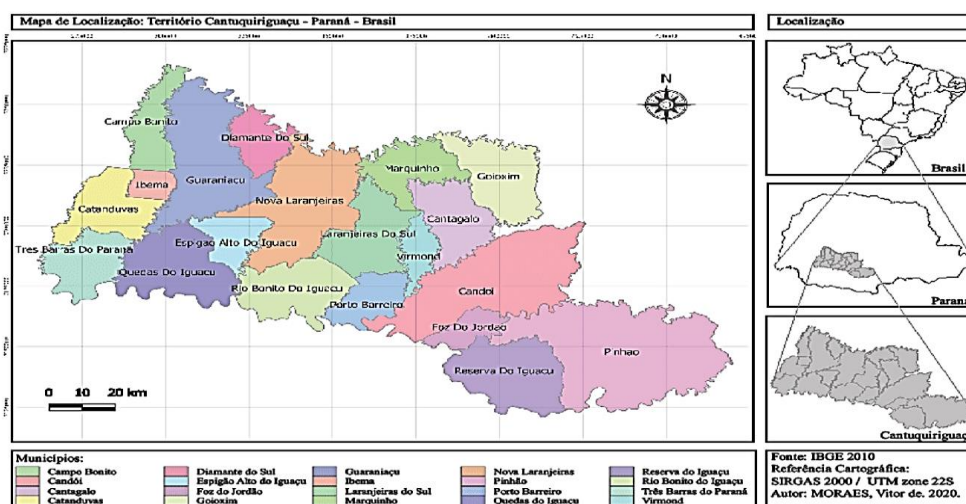 Mapa de Localização: Território Cantuquiriguaçu - Paraná - Brasil
Localização
N
Campo Bonito
Diamante Do Sul
Marquinho
Goioxim
Ibema
Guaraniacu
Catanduvas
Nova Laranjeiras
Cantagalo
Laranjeiras Do Sul
Tres Barras Do Paraná
Espigão Alto Do Iguacu
Virmond
Quedas Do Iguacu
Rio Bonito Do Iguacu
Candoi
Porto Barreiro
Foz Do Jordao
Pinhao
Reserva Do Iguacu
0 10 20 km
Brasil
Paraná
Cantuquiriguaç
Municípios:
Campo Bonito
Candói
Cantagalo
Catanduvas
Diamante do Sul
Espigão Alto do Iguaçu
Foz do Jordão
Goioxim
Guaraniaçu
Ibema
Laranjeiras do Sul
Marquinho
Nova Laranjeiras
Pinhão
Porto Barreiro
Quedas do Iguaçu
Reserva do Iguaçu
Rio Bonito do Iguaçu
Três Barras do Paraná
Virmond
Fonte: IBGE 2010
Referência Cartográfica:
SIRGAS 2000 / UTM zone 22S
Autor: MORAES, Vitor de. 2020.